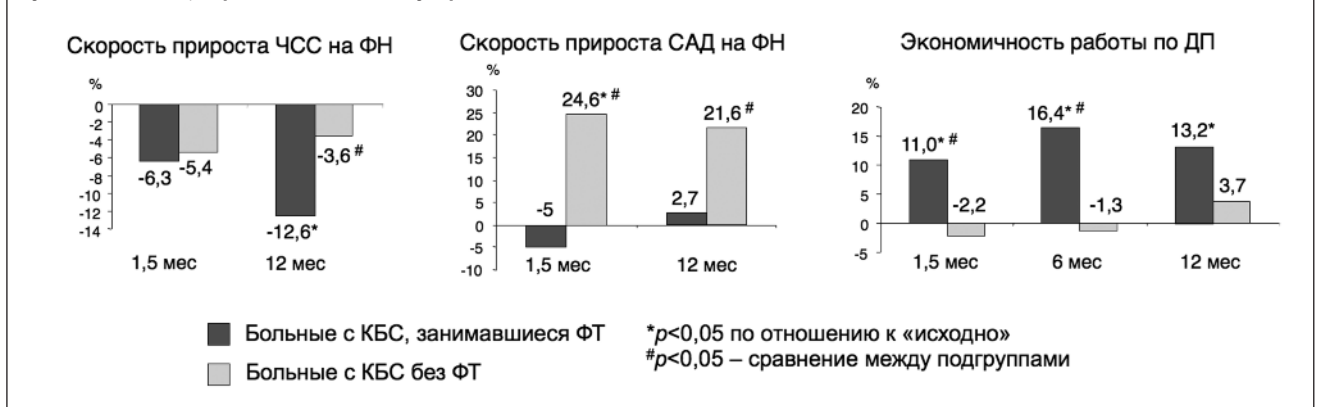 Скорость прироста ЧСС на ФН
%
0
-2
-4
-6
-8
-10
-12
-14
-6,3
-5,4
-12,6*
-3,6 #
1,5 мес
12 мес
Скорость прироста САД на ФН
%
30
25
20
15
10
5
0
-5
-10
-5
24,6* #
2,7
21,6 #
1,5 мес
12 мес
Экономичность работы по ДП
%
20
15
10
5
0
-5
11,0* #
-2,2
16,4* #
-1,3
13,2*
3,7
1,5 мес
6 мес
12 мес
Больные с КБС, занимавшиеся ФТ
Больные с КБС без ФТ
*p<0,05 по отношению к «исходно»
#p<0,05 – сравнение между подгруппами